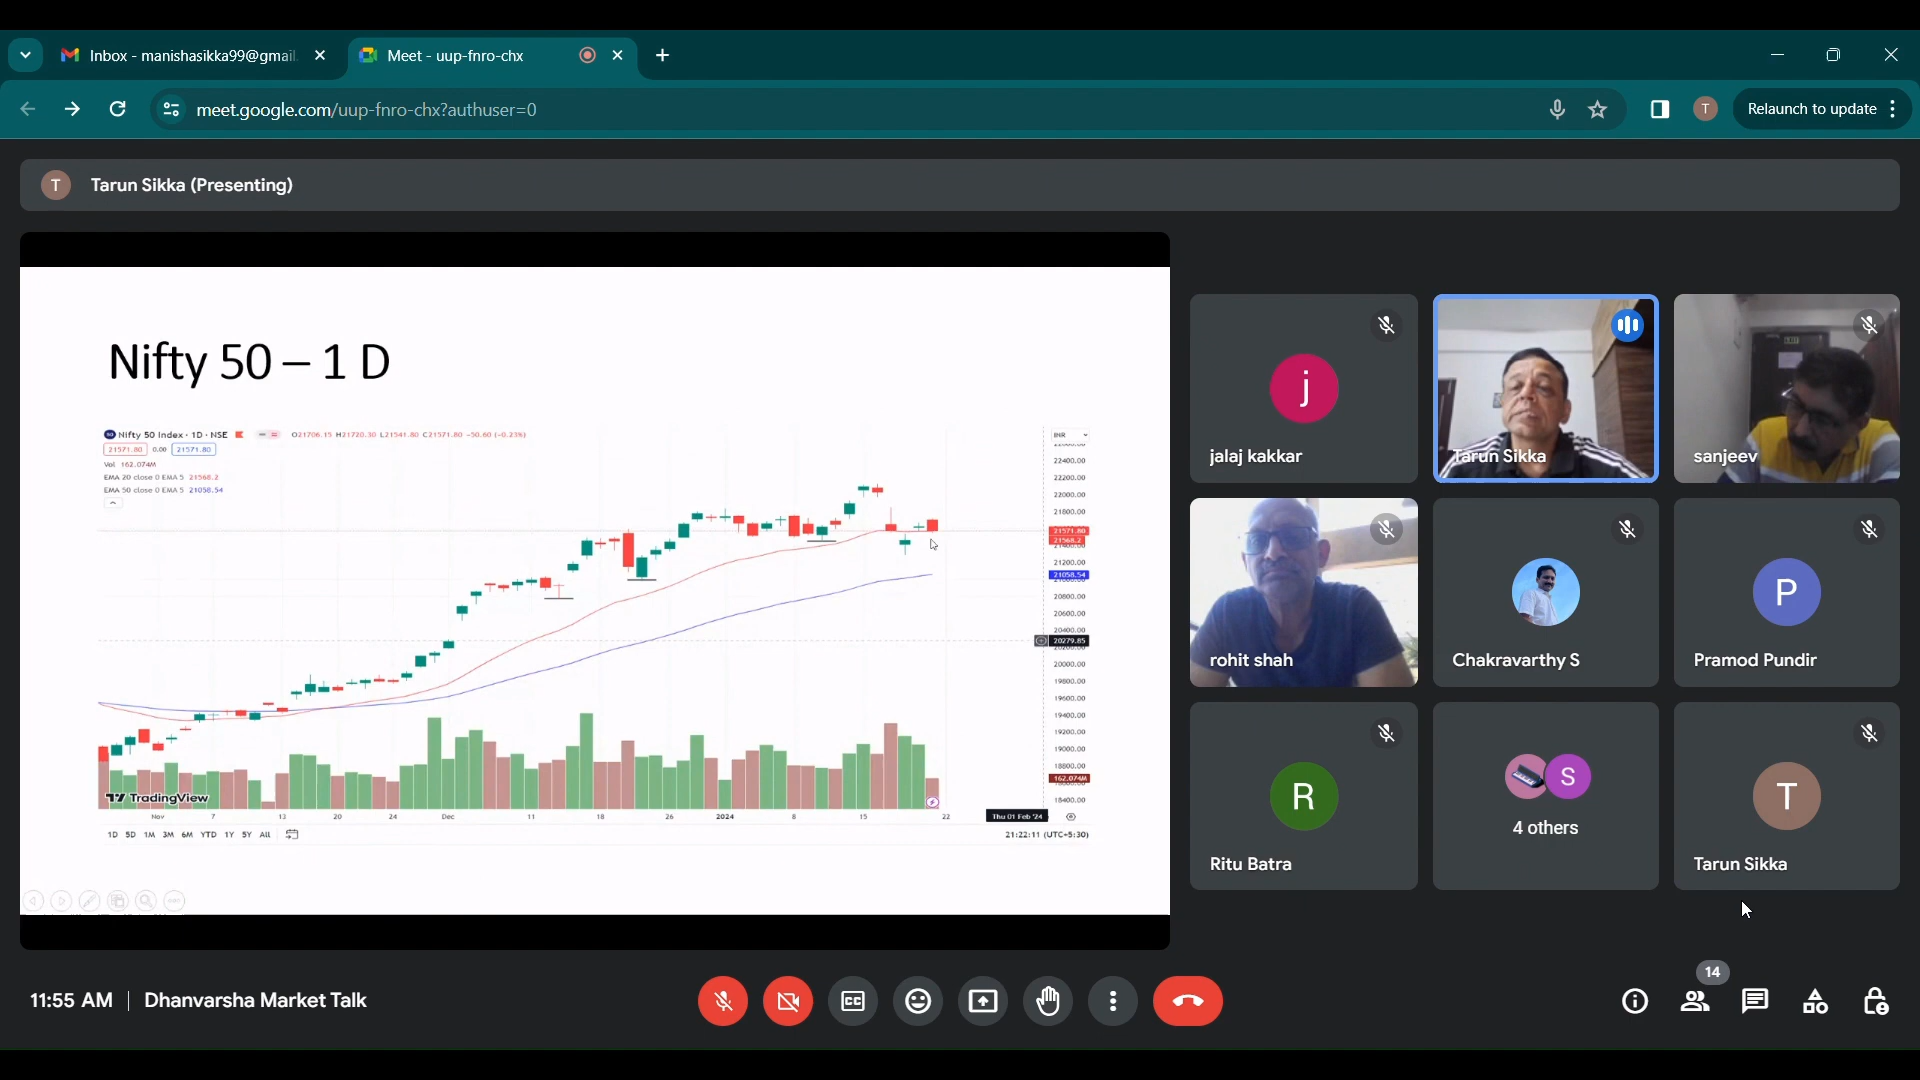 Inbox - manishasikka99@gmail.
Meet - uup-fnro-chx
meet.google.com/uup-fnro-chx?authuser=0
T
Relaunch to update
T
Tarun Sikka (Presenting)
Nifty 50 – 1 D
Nifty 50 Index · 1D · NSE
O21706.15 H21720.30 L21541.80 C21571.80 −50.60 (−0.23%)
INR
21571.80 0.00 21571.80
Vol 162.074M
EMA 20 close 0 EMA 5 21568.2
EMA 50 close 0 EMA 5 21058.54
22400.00
22200.00
22000.00
21800.00
21571.80
21568.2
21200.00
21058.54
20800.00
20600.00
20400.00
20279.85
20000.00
19800.00
19600.00
19400.00
19200.00
19000.00
18800.00
162.074M
18400.00
TradingView
Nov 7 13 20 24 Dec 11 18 26 2024 8 15 22
Thu 01 Feb '24
1D 5D 1M 3M 6M YTD 1Y 5Y All
21:22:11 (UTC+5:30)
j
jalaj kakkar
Tarun Sikka
sanjeev
rohit shah
Chakravarthy S
P
Pramod Pundir
R
Ritu Batra
S
4 others
T
Tarun Sikka
11:55 AM
Dhanvarsha Market Talk
CC
14